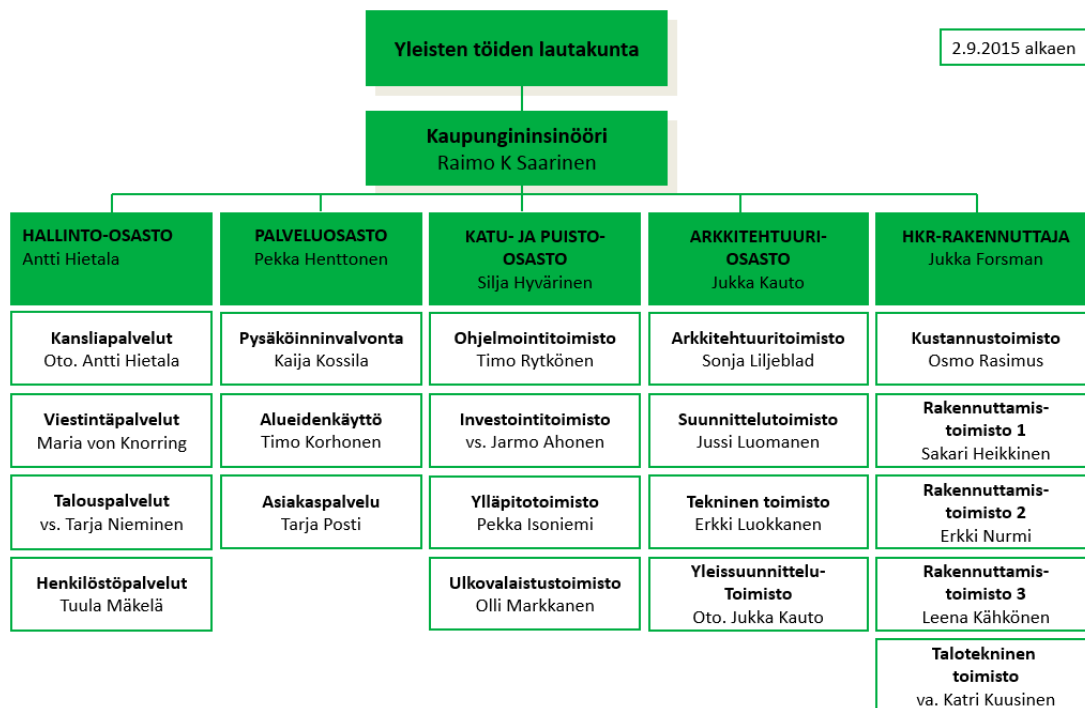 Yleisten töiden lautakunta
2.9.2015 alkaen
Kaupungininsinööri
Raimo K Saarinen
HALLINTO-OSASTO
Antti Hietala
Kansliapalvelut
Oto. Antti Hietala
Viestintäpalvelut
Maria von Knorring
Talouspalvelut
vs. Tarja Nieminen
Henkilöstöpalvelut
Tuula Mäkelä
PALVELUOSASTO
Pekka Henttonen
Pysäköinninvalvonta
Kaija Kossila
Alueidenkäyttö
Timo Korhonen
Asiakaspalvelu
Tarja Posti
KATU- JA PUISTO-
OSASTO
Silja Hyvärinen
Ohjelmointitoimisto
Timo Rytkönen
Investointitoimisto
vs. Jarmo Ahonen
Ylläpitotoimisto
Pekka Isoniemi
Ulkovalaistustoimisto
Olli Markkanen
ARKKITEHTUURI-
OSASTO
Jukka Kauto
Arkkitehtuuritoimisto
Sonja Liljeblad
Suunnittelutoimisto
Jussi Luomanen
Tekninen toimisto
Erkki Luokkanen
Yleissuunnittelu-
Toimisto
Oto. Jukka Kauto
HKR-RAKENNUTTAJA
Jukka Forsman
Kustannustoimisto
Osmo Rasimus
Rakennuttamis-
toimisto 1
Sakari Heikkinen
Rakennuttamis-
toimisto 2
Erkki Nurmi
Rakennuttamis-
toimisto 3
Leena Kähkönen
Talotekninen
toimisto
va. Katri Kuusinen